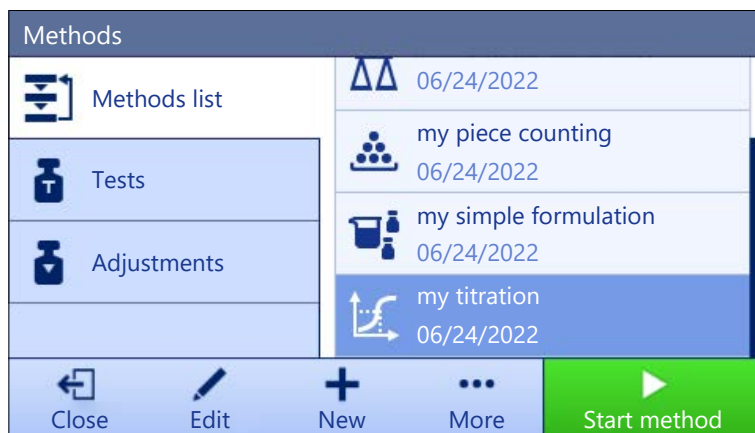 Methods
Methods list
Tests
Adjustments
06/24/2022
my piece counting
06/24/2022
my simple formulation
06/24/2022
my titration
06/24/2022
Close
Edit
New
More
Start method